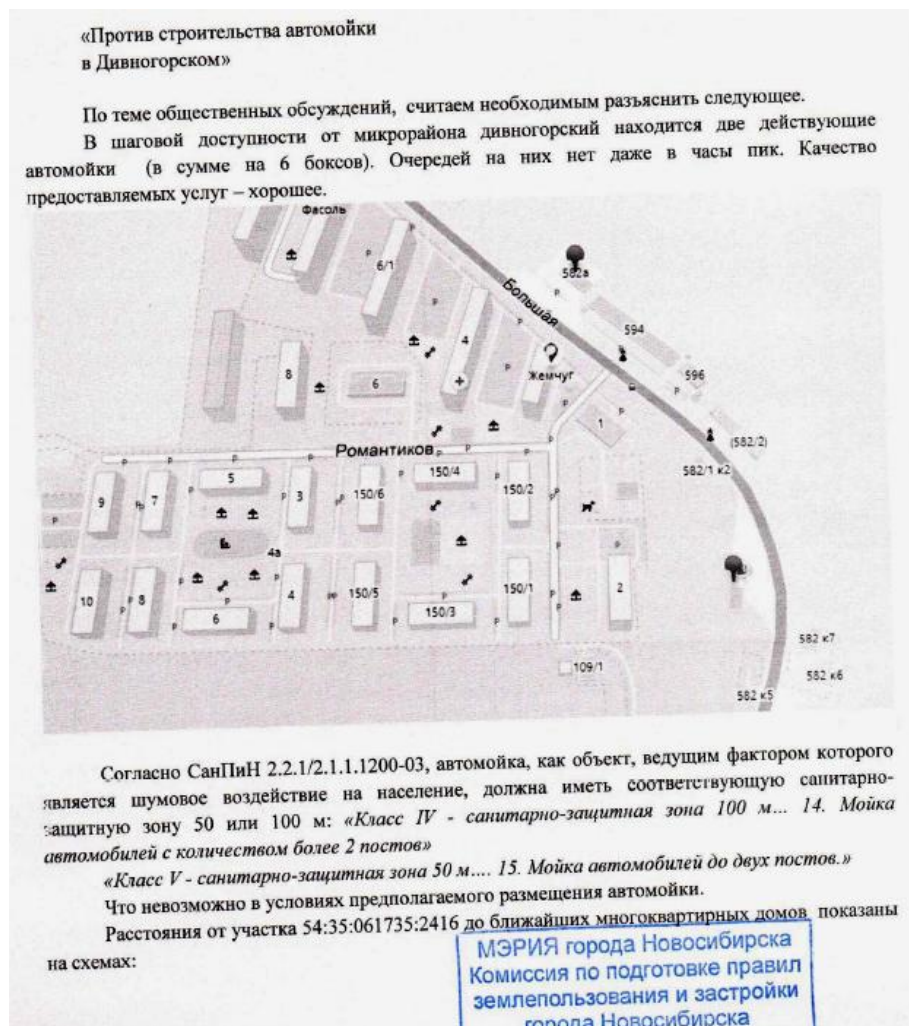 «Против строительства автомойки
в Дивногорском»
По теме общественных обсуждений, считаем необходимым разъяснить следующее.
В шаговой доступности от микрорайона дивногорский находится две действующие
автомойки (в сумме на 6 боксов). Очередей на них нет даже в часы пик. Качество
предоставляемых услуг – хорошее.
Фасоль
6/1
582а
Большая
594
4
Жемчуг
596
8
6
1
(582/2)
Романтиков
582/1 к2
9
7
5
3
150/6
150/4
150/2
4а
10
8
6
4
150/5
150/3
150/1
2
582 к7
109/1
582 к6
582 к5
Согласно СанПиН 2.2.1/2.1.1.1200-03, автомойка, как объект, ведущим фактором которого
является шумовое воздействие на население, должна иметь соответствующую санитарно-
защитную зону 50 или 100 м: «Класс IV - санитарно-защитная зона 100 м... 14. Мойка
автомобилей с количеством более 2 постов»
«Класс V - санитарно-защитная зона 50 м.... 15. Мойка автомобилей до двух постов.»
Что невозможно в условиях предполагаемого размещения автомойки.
Расстояния от участка 54:35:061735:2416 до ближайших многоквартирных домов показаны
на схемах:
МЭРИЯ города Новосибирска
Комиссия по подготовке правил
землепользования и застройки
города Новосибирска